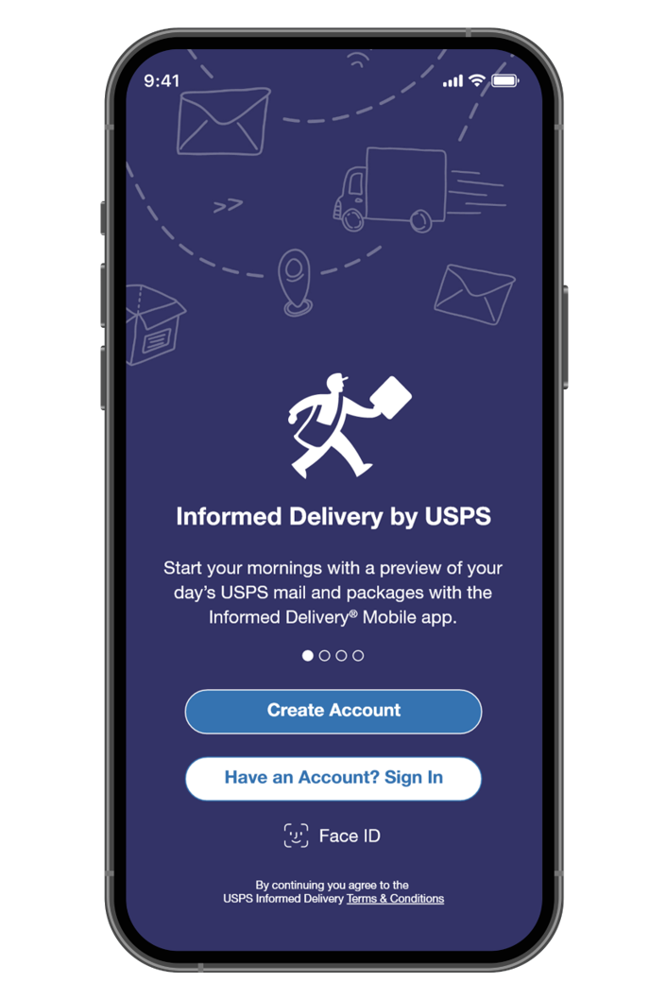 9:41
Informed Delivery by USPS
Start your mornings with a preview of your
day's USPS mail and packages with the
Informed Delivery® Mobile app.
Create Account
Have an Account? Sign In
Face ID
By continuing you agree to the
USPS Informed Delivery Terms & Conditions